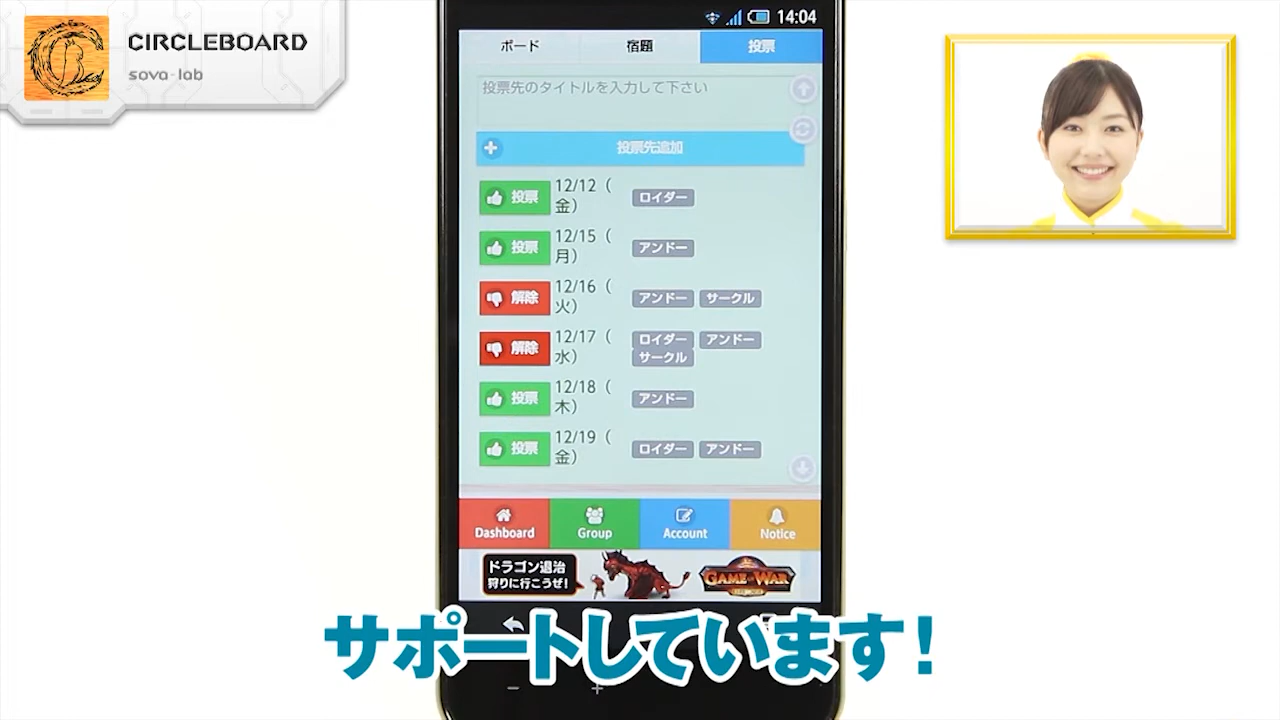 CIRCLEBOARD
sova-lab
14:04
ボード 宿題 投票
投票先のタイトルを入力して下さい
投票先追加
投票 12/12（金） ロイダー
投票 12/15（月） アンドー
解除 12/16（火） アンドー サークル
解除 12/17（水） ロイダー アンドー サークル
投票 12/18（木） アンドー
投票 12/19（金） ロイダー アンドー
Dashboard Group Account Notice
ドラゴン退治
狩りに行こうぜ!
GAME OF WAR
サポートしています!